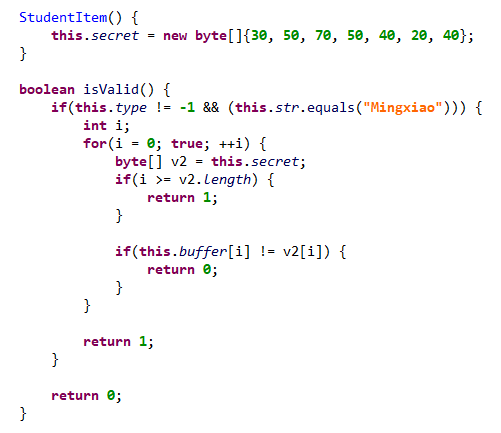 StudentItem() {
    this.secret = new byte[]{30, 50, 70, 50, 40, 20, 40};
}

boolean isValid() {
    if(this.type != -1 && (this.str.equals("Mingxiao"))) {
        int i;
        for(i = 0; true; ++i) {
            byte[] v2 = this.secret;
            if(i >= v2.length) {
                return 1;
            }

            if(this.buffer[i] != v2[i]) {
                return 0;
            }
        }

        return 1;
    }

    return 0;
}